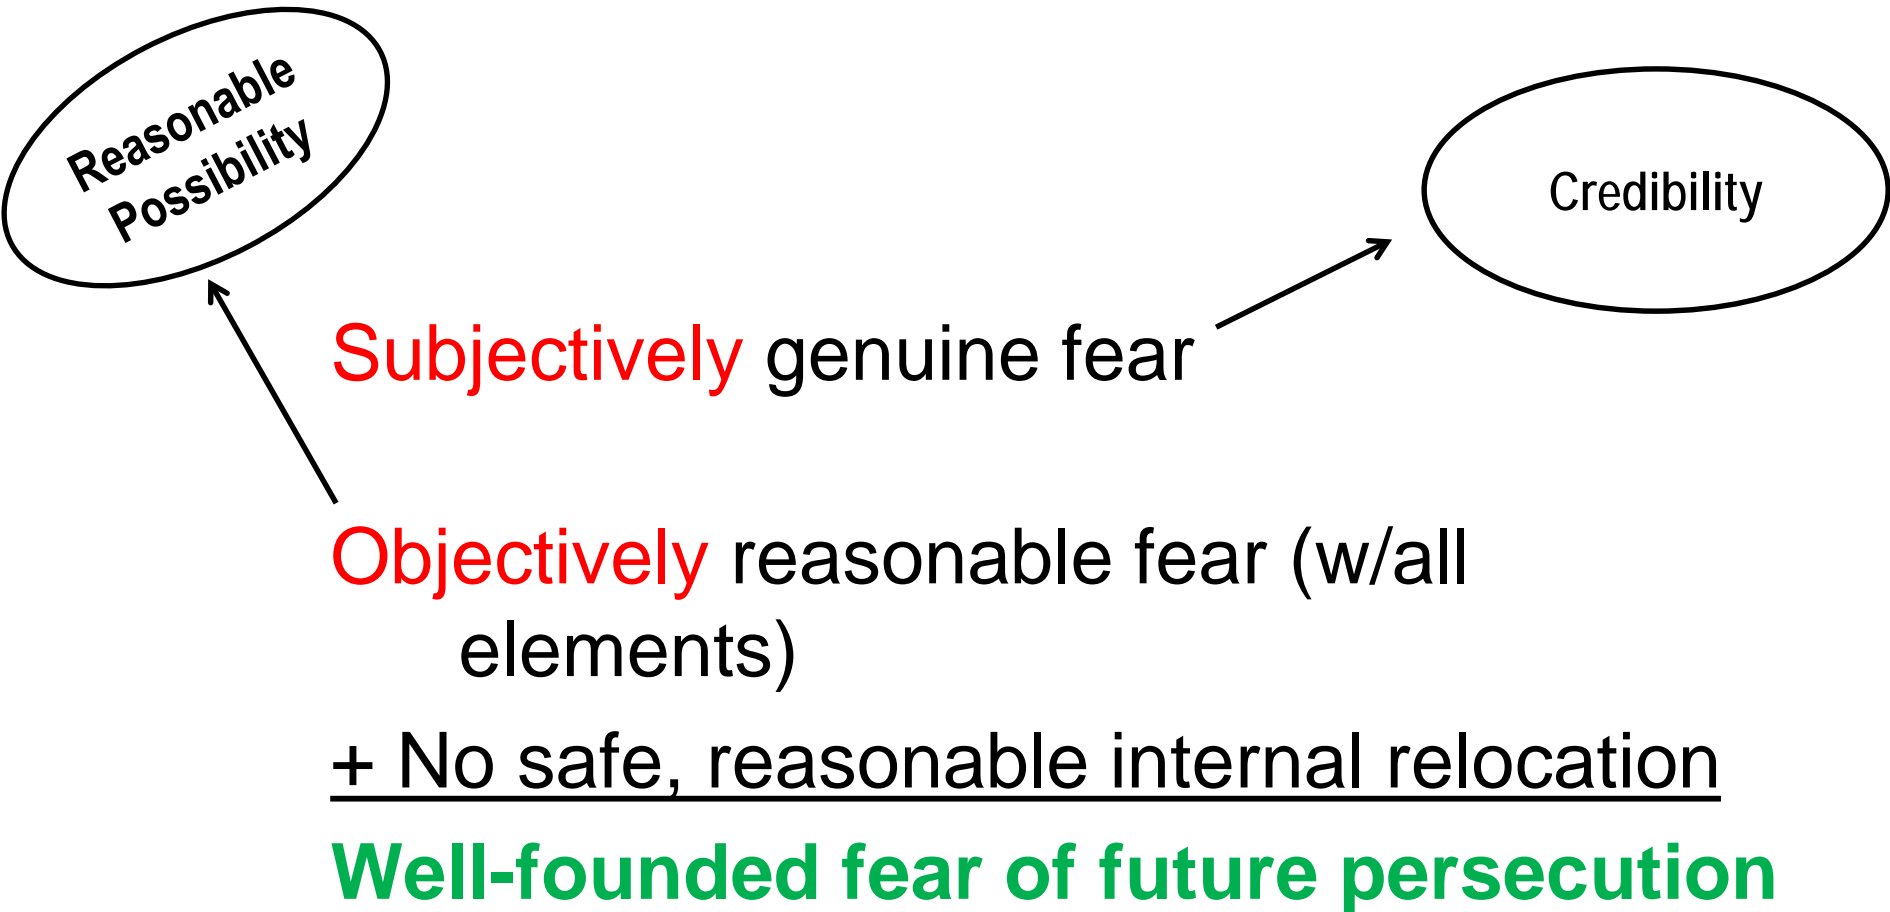 Reasonable
Possibility
Credibility
Subjectively genuine fear
Objectively reasonable fear (w/all
elements)
+ No safe, reasonable internal relocation
Well-founded fear of future persecution